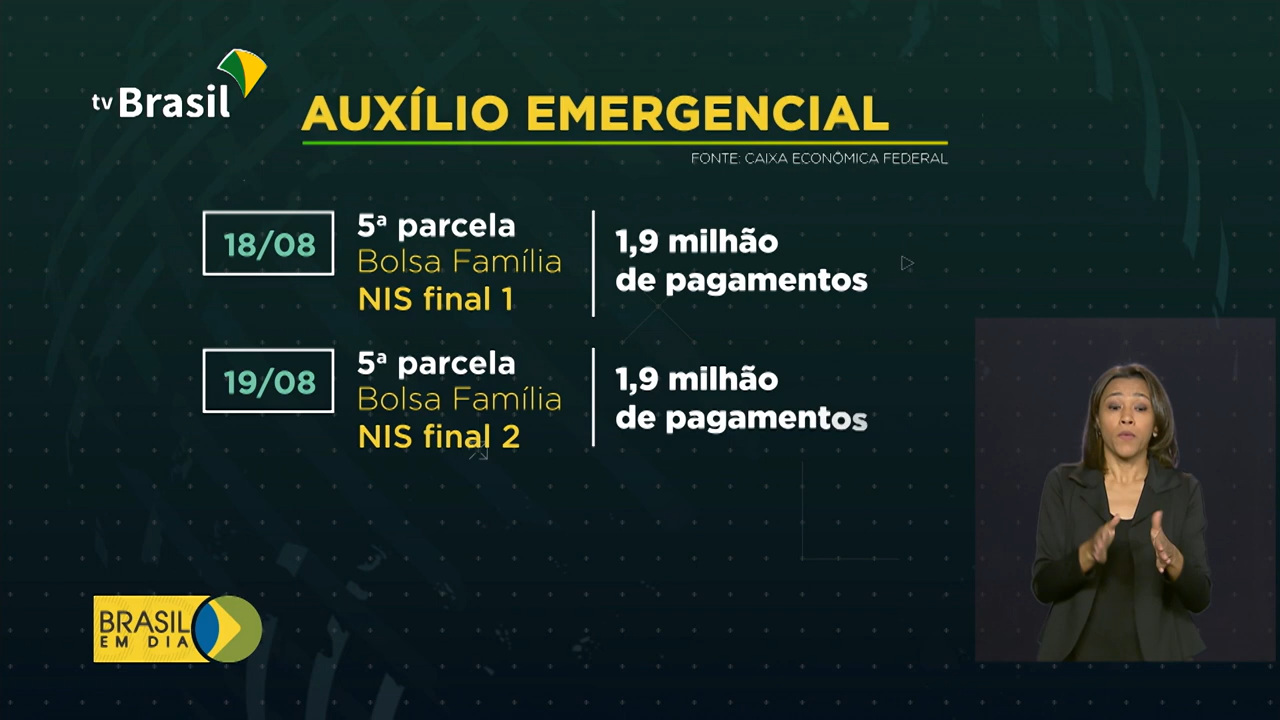 tv Brasil
AUXÍLIO EMERGENCIAL
FONTE: CAIXA ECONÔMICA FEDERAL
18/08
5ª parcela
Bolsa Família
NIS final 1
1,9 milhão
de pagamentos
19/08
5ª parcela
Bolsa Família
NIS final 2
1,9 milhão
de pagamentos
BRASIL
EM DIA